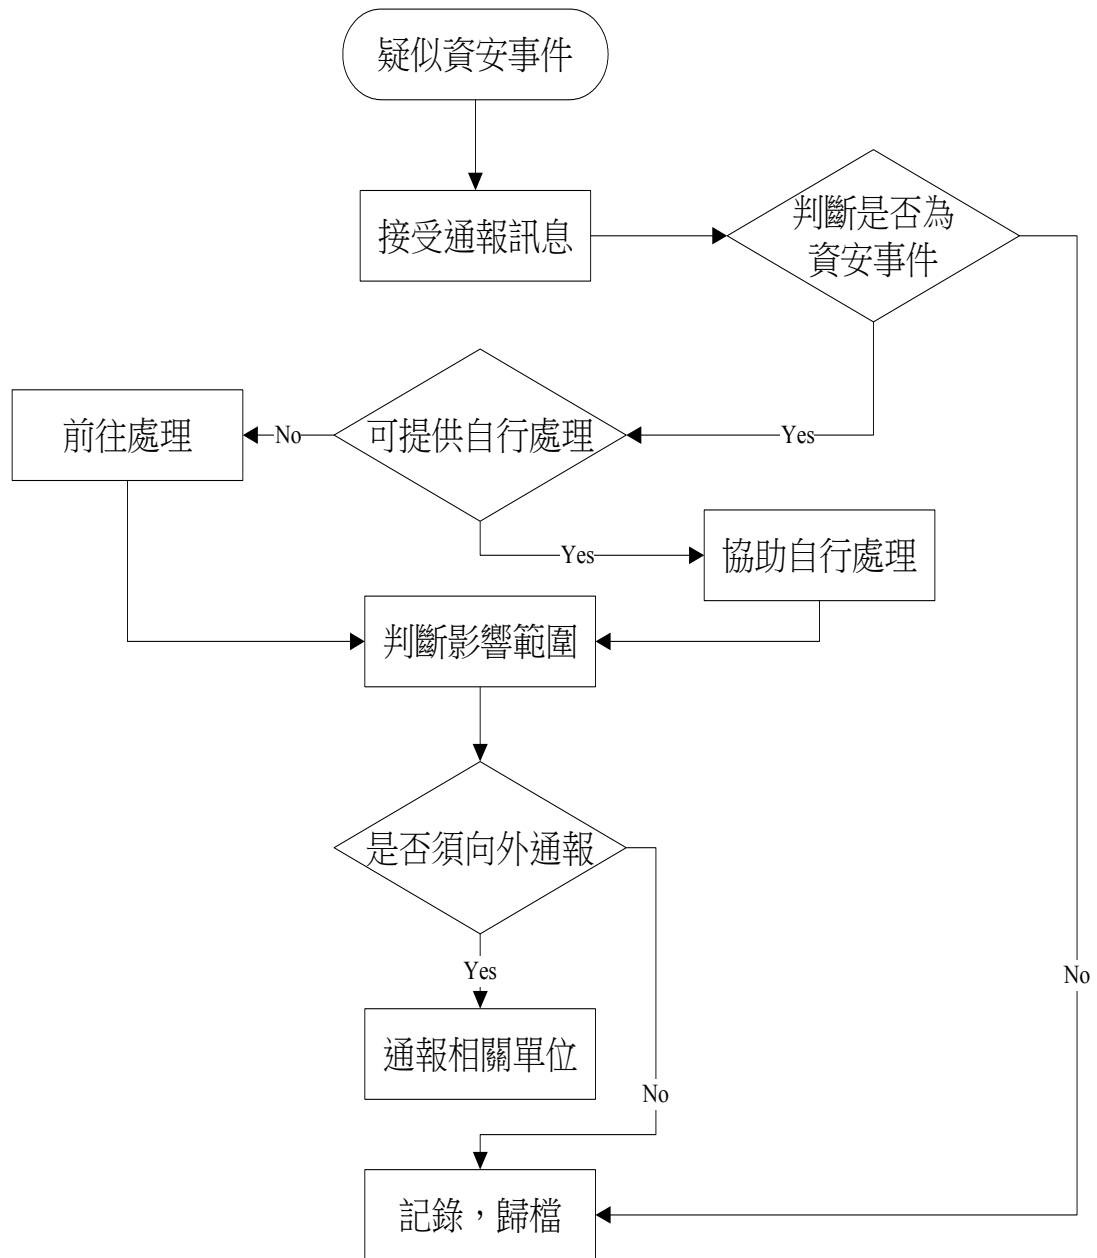 疑似資安事件
接受通報訊息
判斷是否為
資安事件
前往處理
No
可提供自行處理
Yes
Yes
協助自行處理
判斷影響範圍
是否須向外通報
Yes
No
通報相關單位
No
記錄，歸檔